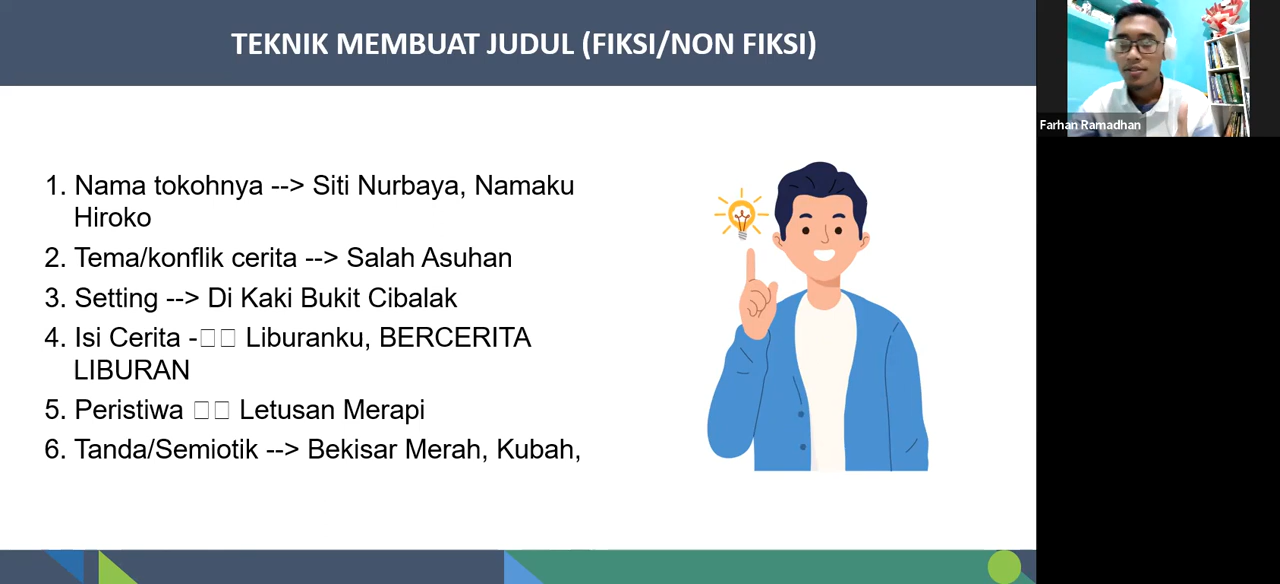 TEKNIK MEMBUAT JUDUL (FIKSI/NON FIKSI)
1. Nama tokohnya --> Siti Nurbaya, Namaku
Hiroko
2. Tema/konflik cerita --> Salah Asuhan
3. Setting --> Di Kaki Bukit Cibalak
4. Isi Cerita -□□ Liburanku, BERCERITA
LIBURAN
5. Peristiwa □□ Letusan Merapi
6. Tanda/Semiotik --> Bekisar Merah, Kubah,
Farhan Ramadhan